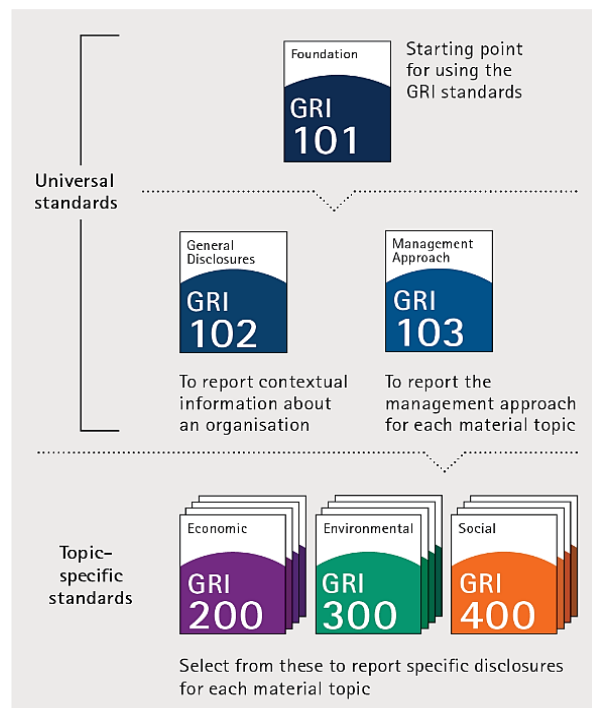 Foundation
GRI
101
Starting point
for using the
GRI standards
Universal
standards
General
Disclosures
GRI
102
Management
Approach
GRI
103
To report contextual
information about
an organisation
To report the
management approach
for each material topic
Topic-
specific
standards
Economic
GRI
200
Environmental
GRI
300
Social
GRI
400
Select from these to report specific disclosures
for each material topic